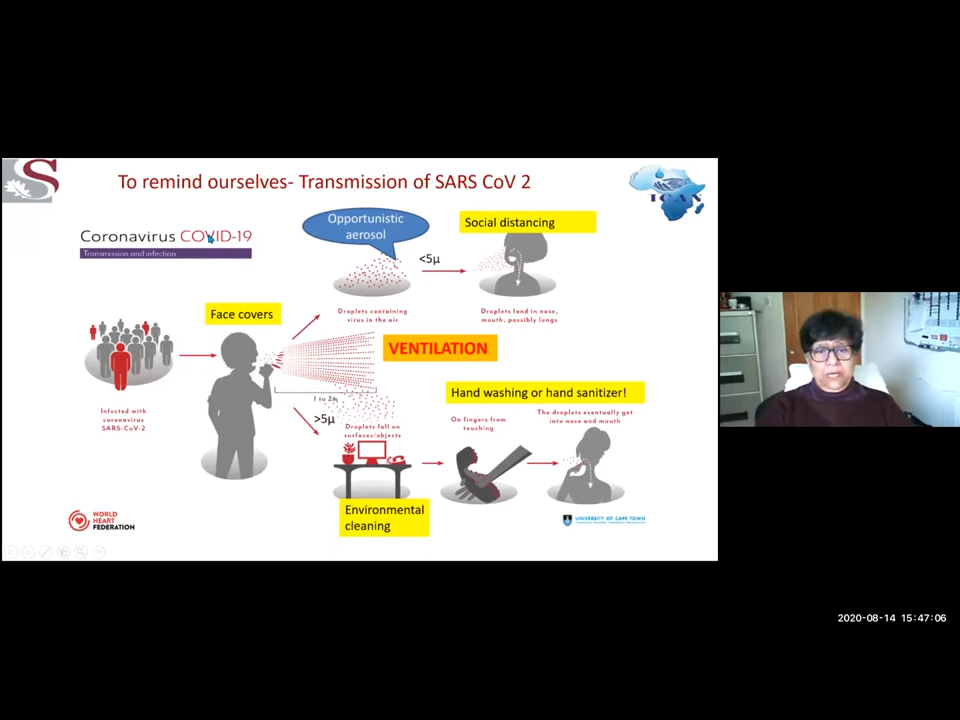 To remind ourselves- Transmission of SARS CoV 2
S
ICAN
Coronavirus COVID-19
Transmission and infection
Opportunistic
aerosol
<5µ
Social distancing
Droplets containing
virus in the air
Droplets land in nose,
mouth, possibly lungs
Face covers
VENTILATION
1 to 2m
Infected with
coronavirus
SARS-CoV-2
>5µ
Droplets fall on
surfaces/objects
Hand washing or hand sanitizer!
On fingers from
touching
The droplets eventually get
into nose and mouth
Environmental
cleaning
WORLD
HEART
FEDERATION
UNIVERSITY OF CAPE TOWN
2020-08-14 15:47:06